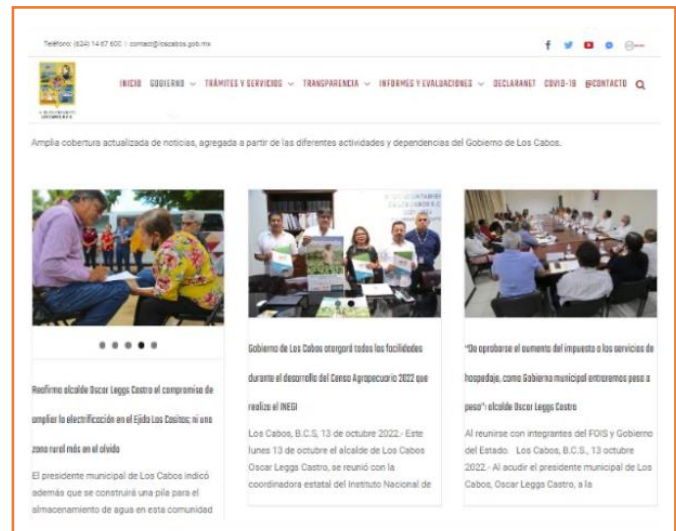 Teléfono: (624) 14 67 600 | contact@loscabos.gob.mx
INICIO GOBIERNO TRÁMITES Y SERVICIOS TRANSPARENCIA INFORMES Y EVALUACIONES DECLARANET COVID-19 @CONTACTO
Amplia cobertura actualizada de noticias, agregada a partir de las diferentes actividades y dependencias del Gobierno de Los Cabos.
Reafirma alcalde Oscar Leggs Castro el compromiso de
ampliar la electrificación en el Ejido Las Casitas; ni una
zona rural más en el olvido
El presidente municipal de Los Cabos indicó
además que se construirá una pila para el
almacenamiento de agua en esta comunidad
Gobierno de Los Cabos otorgará todas las facilidades
durante el desarrollo del Censo Agropecuario 2022 que
realiza el INEGI
Los Cabos, B.C.S, 13 de octubre 2022.- Este
lunes 13 de octubre el alcalde de Los Cabos
Oscar Leggs Castro, se reunió con la
coordinadora estatal del Instituto Nacional de
"De aprobarse el aumento del impuesto a los servicios de
hospedaje, como Gobierno municipal entraremos peso a
peso": alcalde Oscar Leggs Castro
Al reunirse con integrantes del FOIS y Gobierno
del Estado. Los Cabos, B.C.S., 13 octubre
2022.- Al acudir el presidente municipal de Los
Cabos, Oscar Leggs Castro, a la